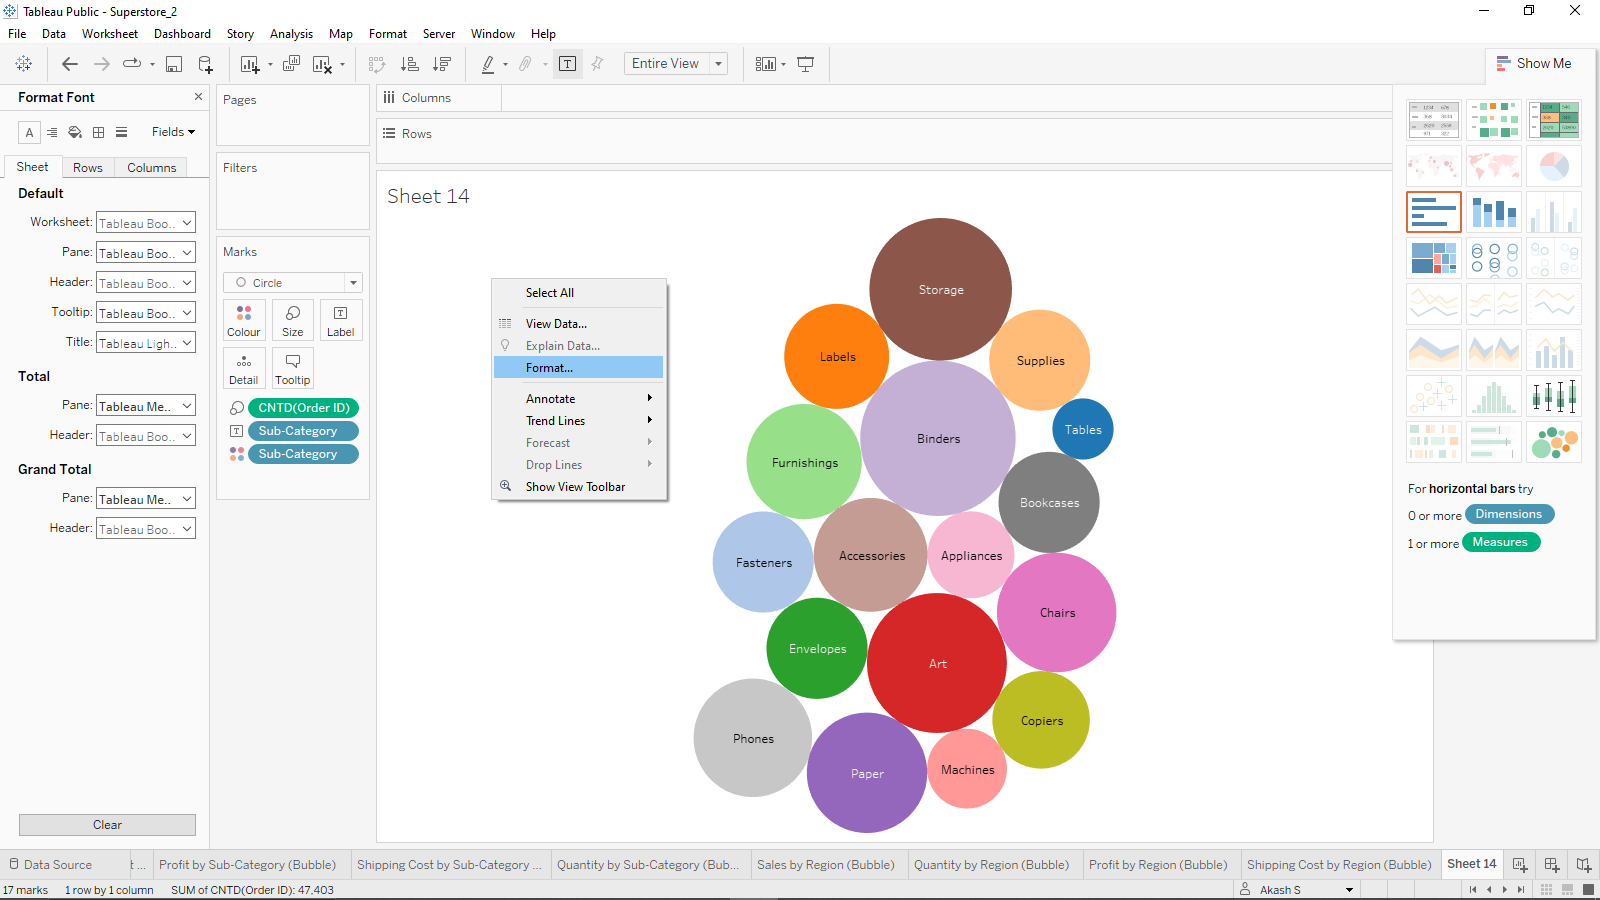 Tableau Public - Superstore_2
File Data Worksheet Dashboard Story Analysis Map Format Server Window Help
Entire View
Show Me
Format Font
Fields
Sheet Rows Columns
Default
Worksheet: Tableau Boo..
Pane: Tableau Boo..
Header: Tableau Boo..
Tooltip: Tableau Boo..
Title: Tableau Ligh..
Total
Pane: Tableau Me..
Header: Tableau Boo..
Grand Total
Pane: Tableau Me..
Header: Tableau Boo..
Clear
Pages
Filters
Marks
Circle
Colour Size Label
Detail Tooltip
CNTD(Order ID)
Sub-Category
Sub-Category
Columns
Rows
Sheet 14
Select All
View Data...
Explain Data...
Format...
Annotate
Trend Lines
Forecast
Drop Lines
Show View Toolbar
Storage
Labels
Supplies
Tables
Binders
Furnishings
Bookcases
Accessories
Appliances
Fasteners
Chairs
Envelopes
Art
Copiers
Phones
Paper
Machines
For horizontal bars try
0 or more Dimensions
1 or more Measures
Data Source t ... Profit by Sub-Category (Bubble) Shipping Cost by Sub-Category ... Quantity by Sub-Category (Bub... Sales by Region (Bubble) Quantity by Region (Bubble) Profit by Region (Bubble) Shipping Cost by Region (Bubble) Sheet 14
17 marks 1 row by 1 column SUM of CNTD(Order ID): 47,403 Akash S